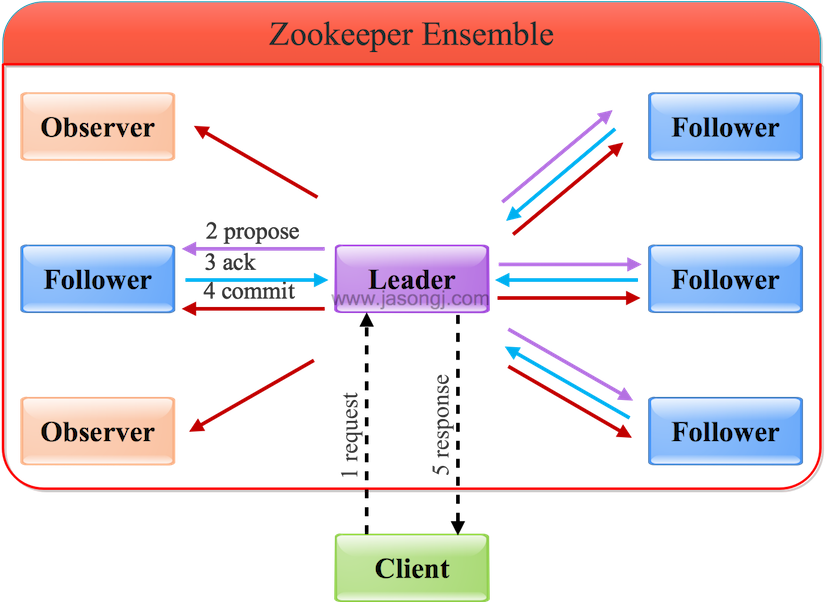 Zookeeper Ensemble
Observer
Follower
2 propose
3 ack
4 commit
Follower
Leader
www.jasongj.com
Follower
Observer
1 request
5 response
Follower
Client